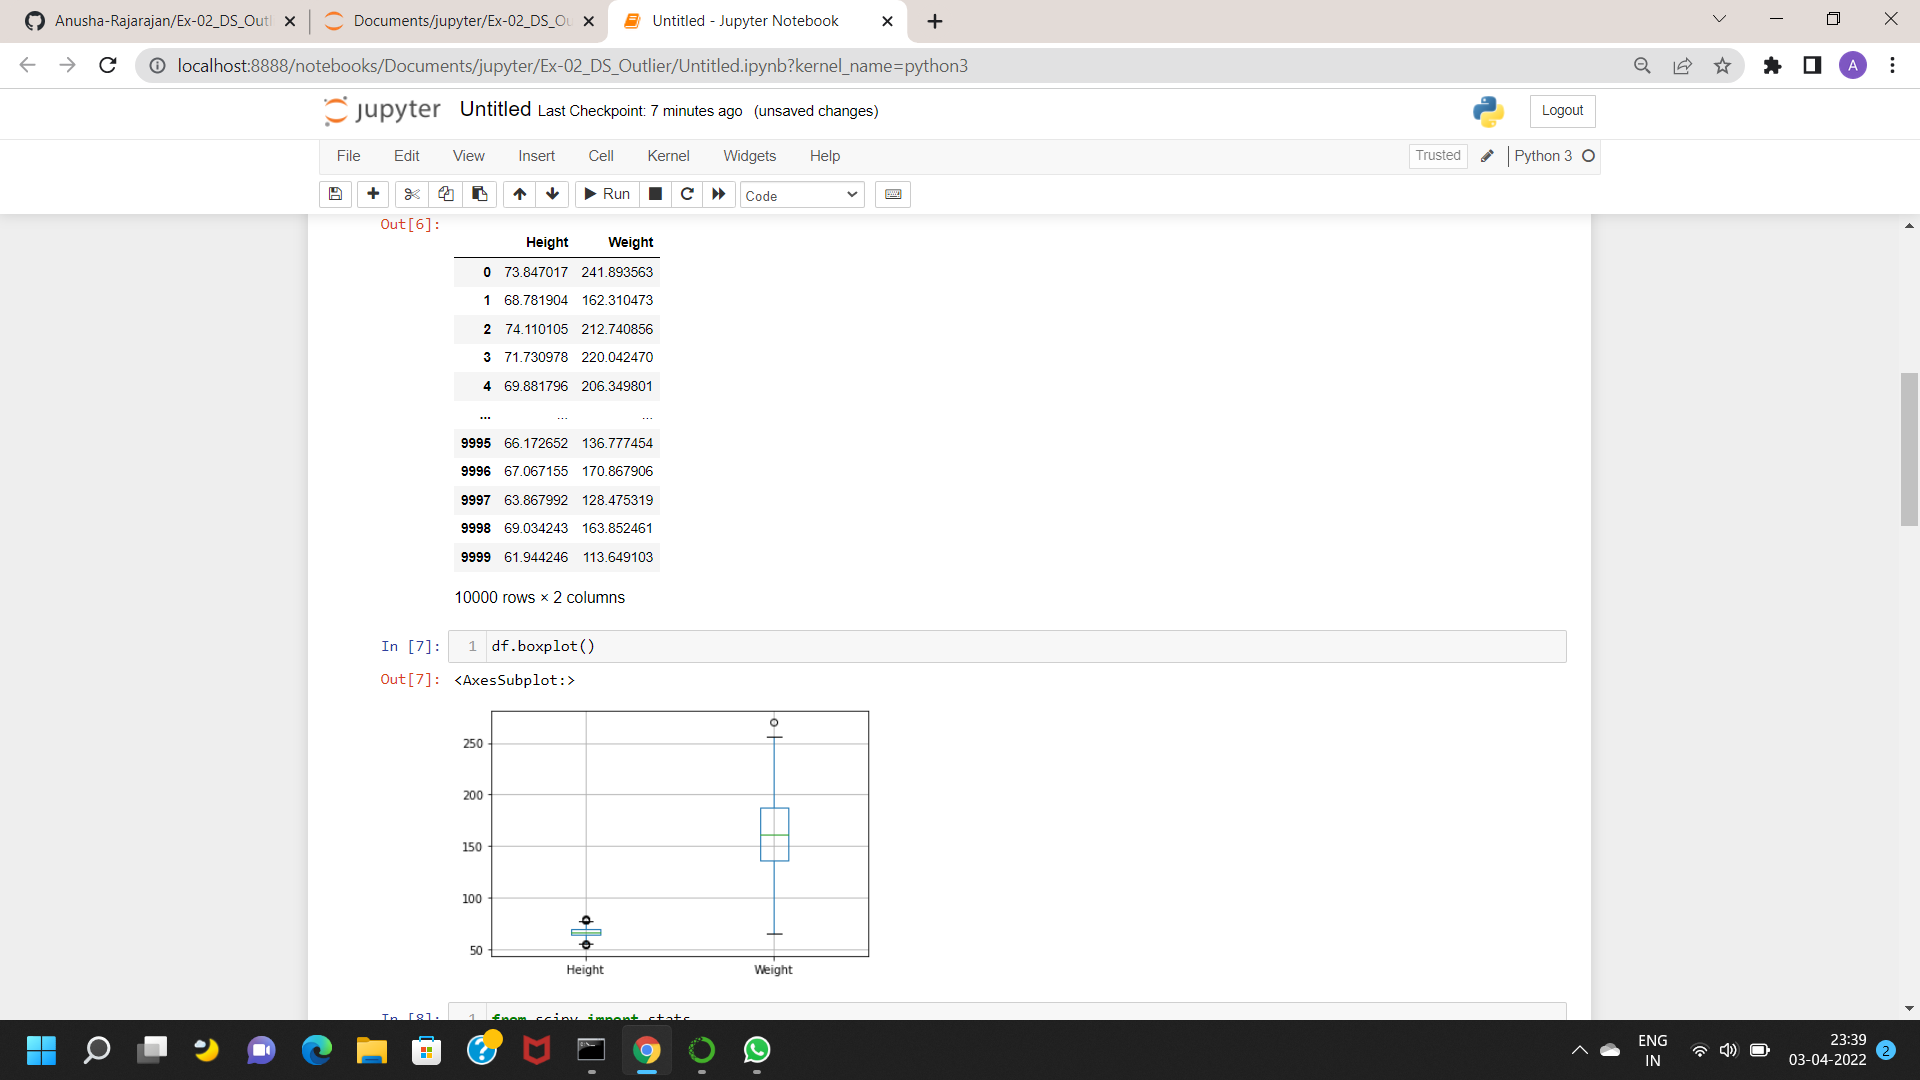 Anusha-Rajarajan/Ex-02_DS_Outl
Documents/jupyter/Ex-02_DS_Ou
Untitled - Jupyter Notebook
localhost:8888/notebooks/Documents/jupyter/Ex-02_DS_Outlier/Untitled.ipynb?kernel_name=python3
A
jupyter Untitled Last Checkpoint: 7 minutes ago (unsaved changes)
Logout
File Edit View Insert Cell Kernel Widgets Help
Trusted
Python 3
Run
Code
Out[6]:
Height Weight
0 73.847017 241.893563
1 68.781904 162.310473
2 74.110105 212.740856
3 71.730978 220.042470
4 69.881796 206.349801
... ... ...
9995 66.172652 136.777454
9996 67.067155 170.867906
9997 63.867992 128.475319
9998 69.034243 163.852461
9999 61.944246 113.649103
10000 rows × 2 columns
In [7]: 1 df.boxplot()
Out[7]: <AxesSubplot:>
250
200
150
100
50
Height Weight
In [8]: 1 from scipy import stats
ENG
IN
23:39
03-04-2022
2